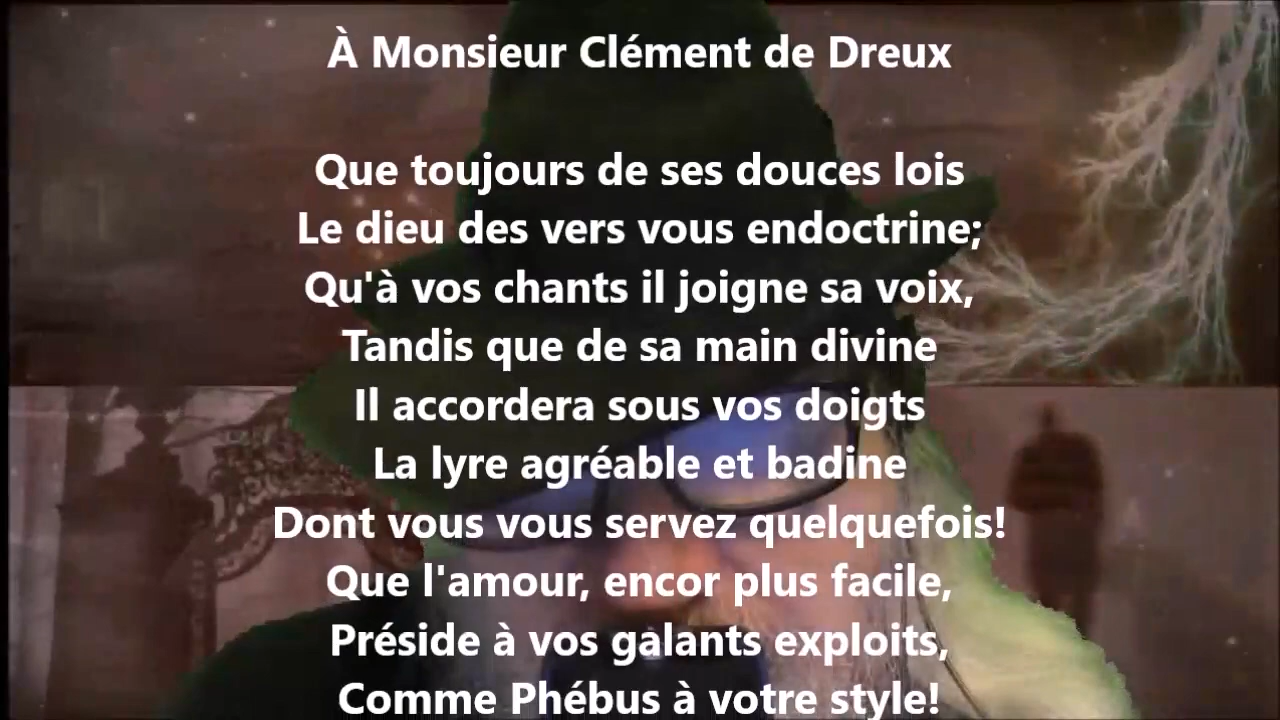 À Monsieur Clément de Dreux
Que toujours de ses douces lois
Le dieu des vers vous endoctrine;
Qu'à vos chants il joigne sa voix,
Tandis que de sa main divine
Il accordera sous vos doigts
La lyre agréable et badine
Dont vous vous servez quelquefois!
Que l'amour, encor plus facile,
Préside à vos galants exploits,
Comme Phébus à votre style!